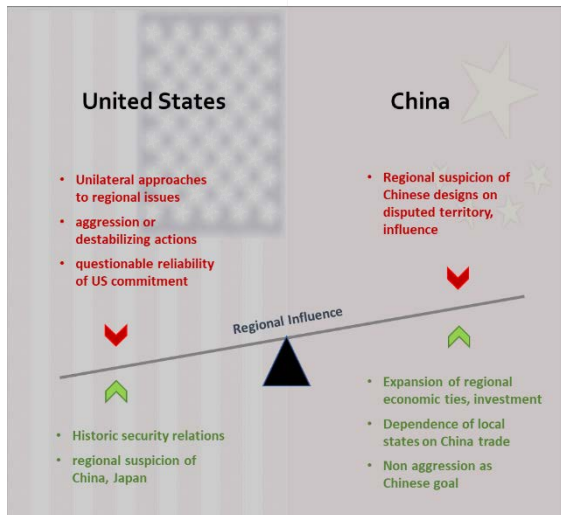 United States
• Unilateral approaches
to regional issues
• aggression or
destabilizing actions
• questionable reliability
of US commitment
China
• Regional suspicion of
Chinese designs on
disputed territory,
influence
Regional Influence
• Historic security relations
• regional suspicion of
China, Japan
• Expansion of regional
economic ties, investment
• Dependence of local
states on China trade
• Non aggression as
Chinese goal